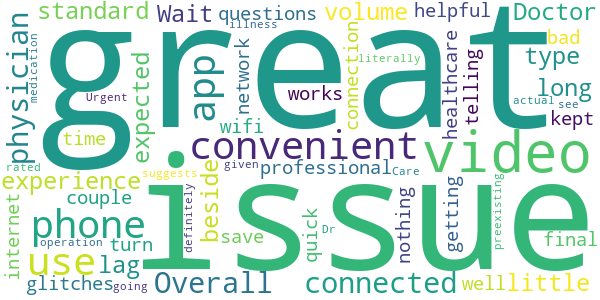 standard Wait questions volume helpful Doctor
illness
great
physician
medication
app
network
wifi
connection
literally
healthcare
telling
type
bad
long
actual see
kept
Urgent
works
time
expected
convenient
video
rated
suggests
given
professional
Care
experience
beside
issue
couple
phone
turn
definitely
save
quick
Dr
nothing
getting
preexisting
final
internet
operation
use
lag
glitches
going
Overall
connected
well
little